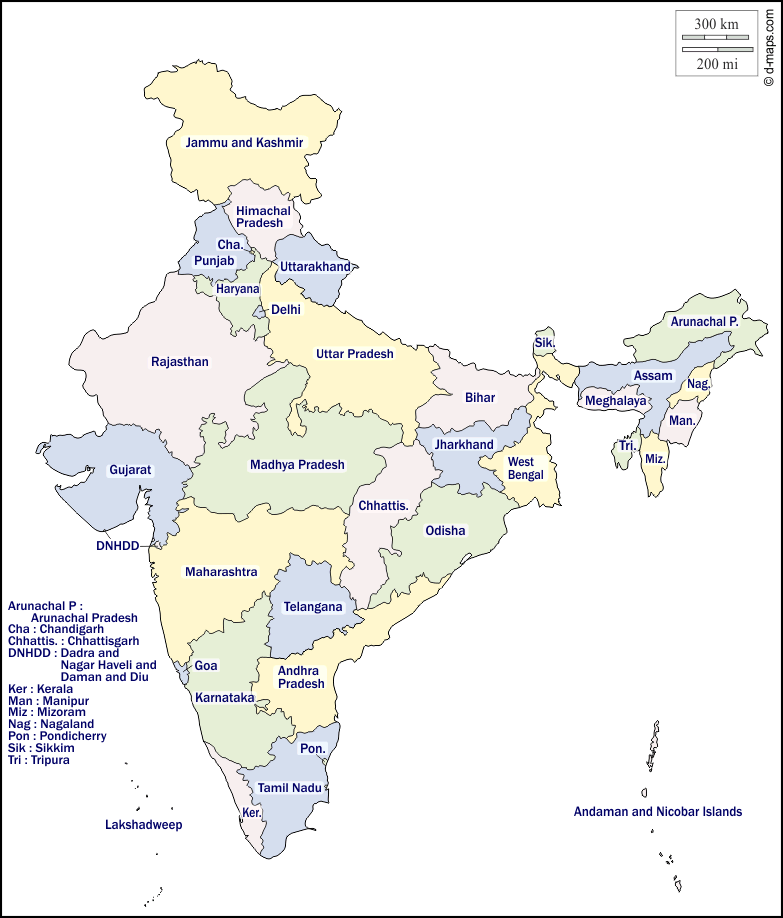 300 km
200 mi
© d-maps.com
Jammu and Kashmir
Himachal
Pradesh
Cha.
Punjab
Uttarakhand
Haryana
Delhi
Arunachal P.
Sik.
Uttar Pradesh
Rajasthan
Assam
Nag.
Bihar
Meghalaya
Man.
Jharkhand
Tri.
Miz.
Gujarat
Madhya Pradesh
West
Bengal
Chhattis.
Odisha
DNHDD
Maharashtra
Telangana
Goa
Andhra
Pradesh
Karnataka
Pon.
Tamil Nadu
Ker.
Lakshadweep
Andaman and Nicobar Islands
Arunachal P :
Arunachal Pradesh
Cha : Chandigarh
Chhattis. : Chhattisgarh
DNHDD : Dadra and
Nagar Haveli and
Daman and Diu
Ker : Kerala
Man : Manipur
Miz : Mizoram
Nag : Nagaland
Pon : Pondicherry
Sik : Sikkim
Tri : Tripura